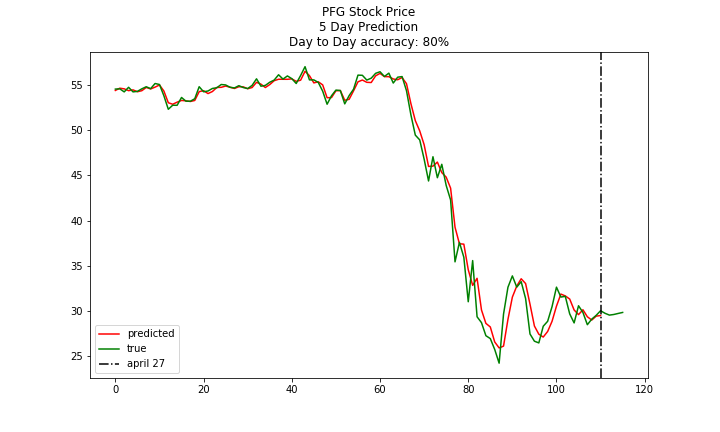 PFG Stock Price
5 Day Prediction
Day to Day accuracy: 80%
55
50
45
40
35
30
25
predicted
true
april 27
0 20 40 60 80 100 120